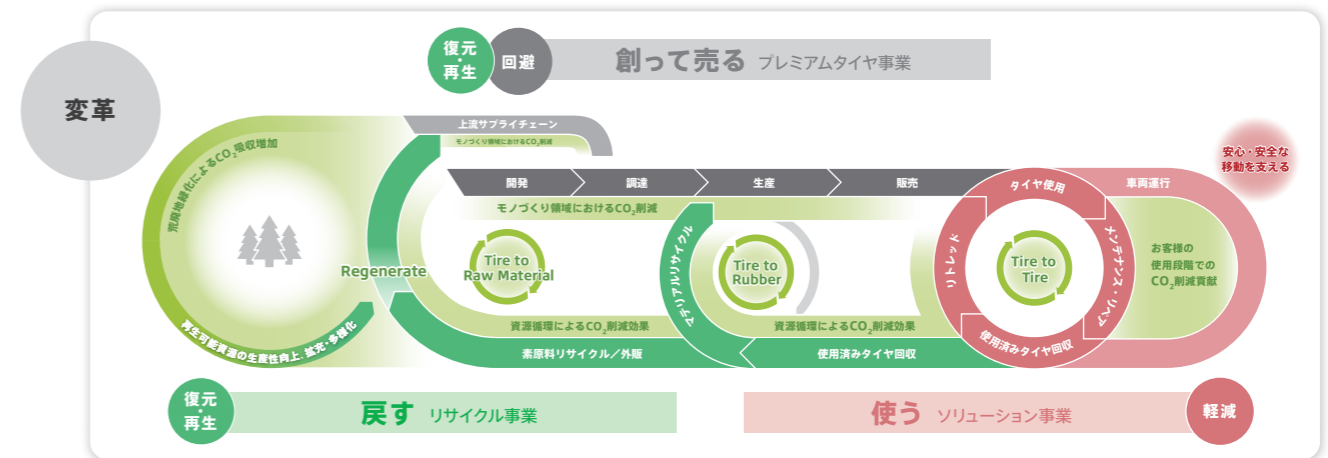 変革
復元
・
再生
回避
創って売る プレミアムタイヤ事業
上流サプライチェーン
モノづくり領域におけるCO₂削減
荒廃地緑化によるCO₂吸収増加
安心・安全な
移動を支える
開発
調達
生産
販売
タイヤ使用
車両運行
モノづくり領域におけるCO₂削減
Regenerate
Tire to
Raw Material
マテリアルリサイクル
Tire to
Rubber
リトレッド
Tire to
Tire
メンテナンス・リペア
お客様の
使用段階での
CO₂削減貢献
再生可能資源の生産性向上、拡充・多様化
資源循環によるCO₂削減効果
資源循環によるCO₂削減効果
素原料リサイクル／外販
使用済みタイヤ回収
使用済みタイヤ回収
復元
・
再生
戻す リサイクル事業
使う ソリューション事業
軽減